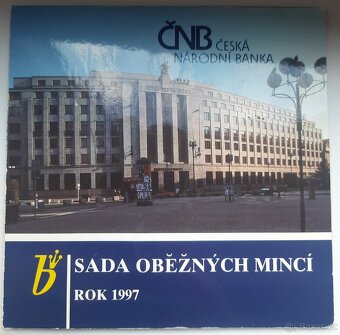 ČNB ČESKÁ
NÁRODNÍ BANKA
SADA OBĚŽNÝCH MINCÍ
ROK 1997